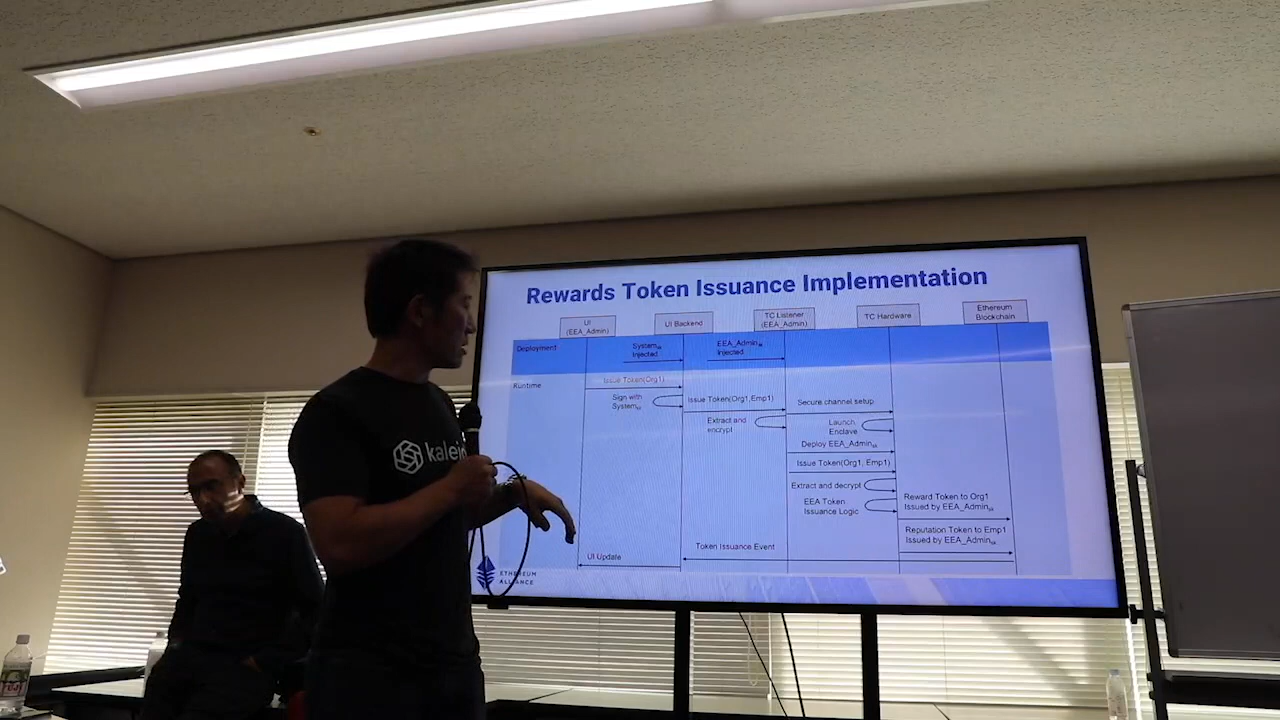 Rewards Token Issuance Implementation
UI
(EEA_Admin)
UI Backend
TC Listener
(EEA_Admin)
TC Hardware
Ethereum
Blockchain
Deployment
System
Injected
EEA_Admin
Injected
Runtime
Issue Token(Org1)
Sign with
System
Issue Token(Org1,Emp1)
Extract and
encrypt
Secure channel setup
Launch
Enclave
Deploy EEA_Admin
Issue Token(Org1, Emp1)
Extract and decrypt
EEA Token
Issuance Logic
Reward Token to Org1
Issued by EEA_Admin
Reputation Token to Emp1
Issued by EEA_Admin
Token Issuance Event
UI Update
kaleid